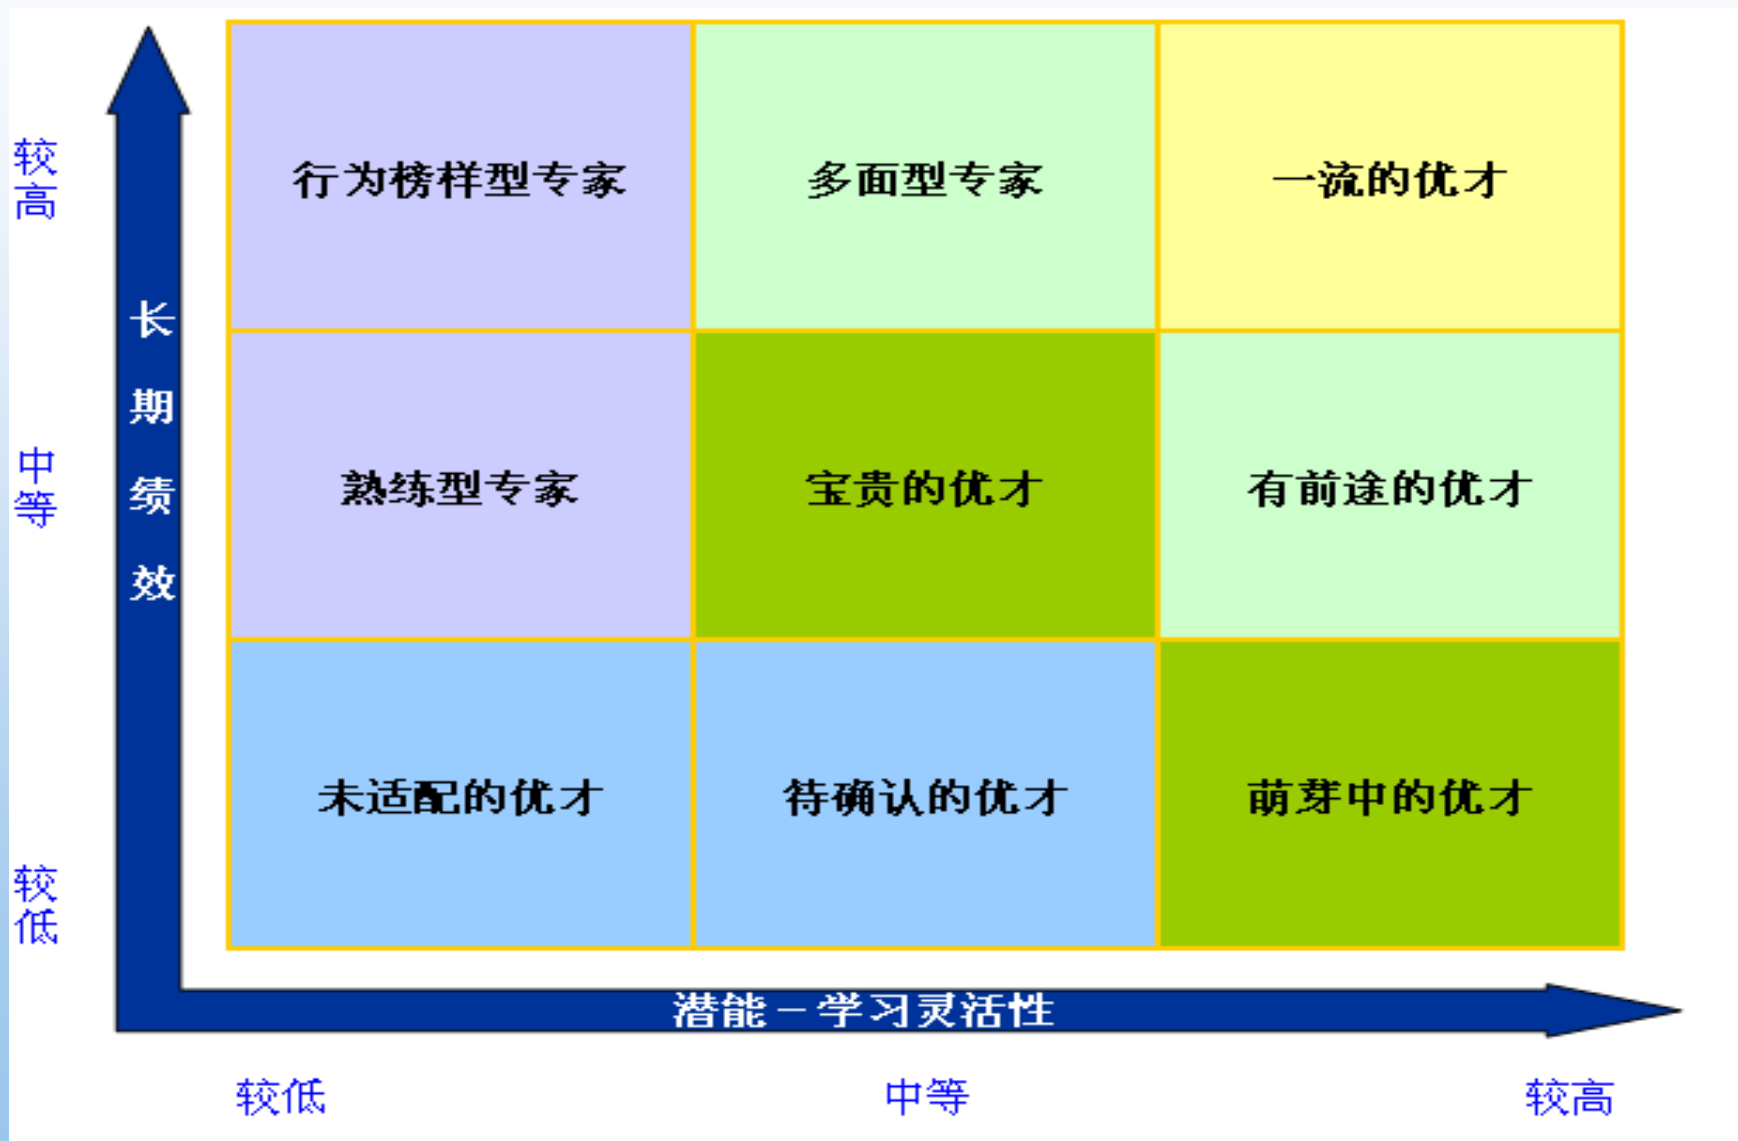 较高
行为榜样型专家
多面型专家
一流的优才
长期绩效
中等
熟练型专家
宝贵的优才
有前途的优才
较低
未适配的优才
待确认的优才
萌芽中的优才
潜能－学习灵活性
较低
中等
较高